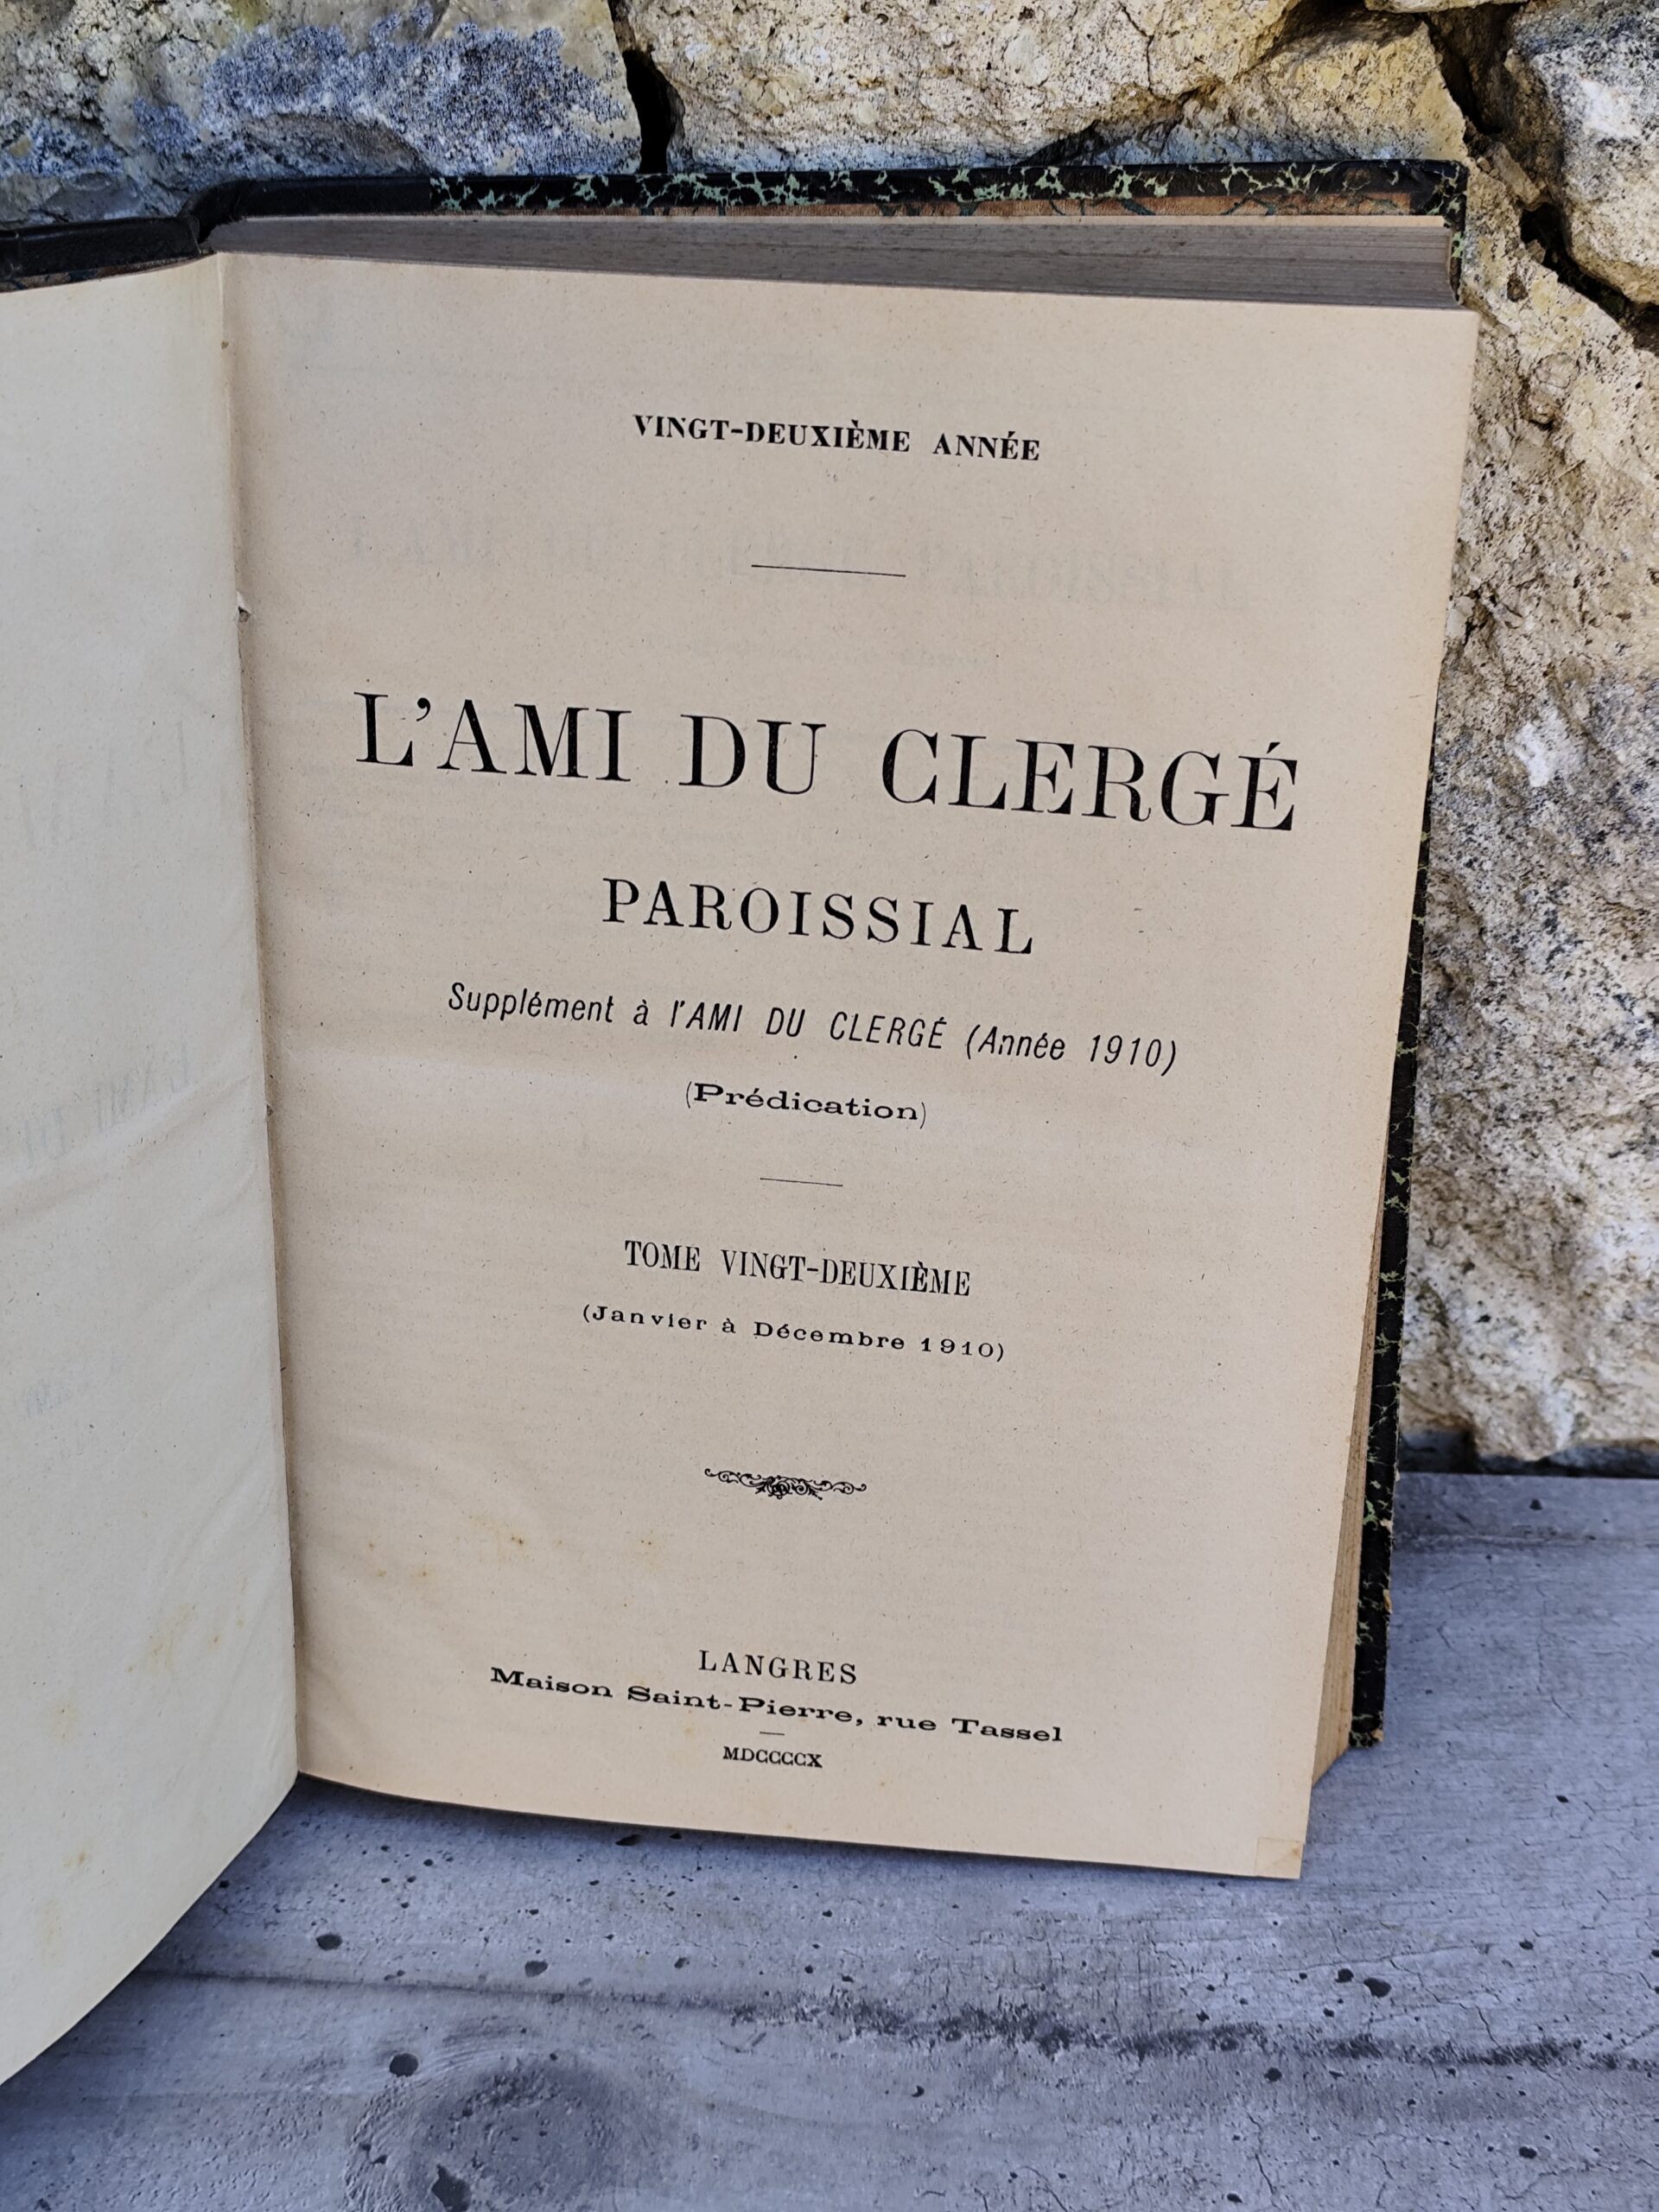 VINGT-DEUXIÈME ANNÉE
L'AMI DU CLERGÉ
PAROISSIAL
Supplément à l'AMI DU CLERGÉ (Année 1910)
(Prédication)
TOME VINGT-DEUXIÈME
(Janvier à Décembre 1910)
LANGRES
Maison Saint-Pierre, rue Tassel
MDCCCCX